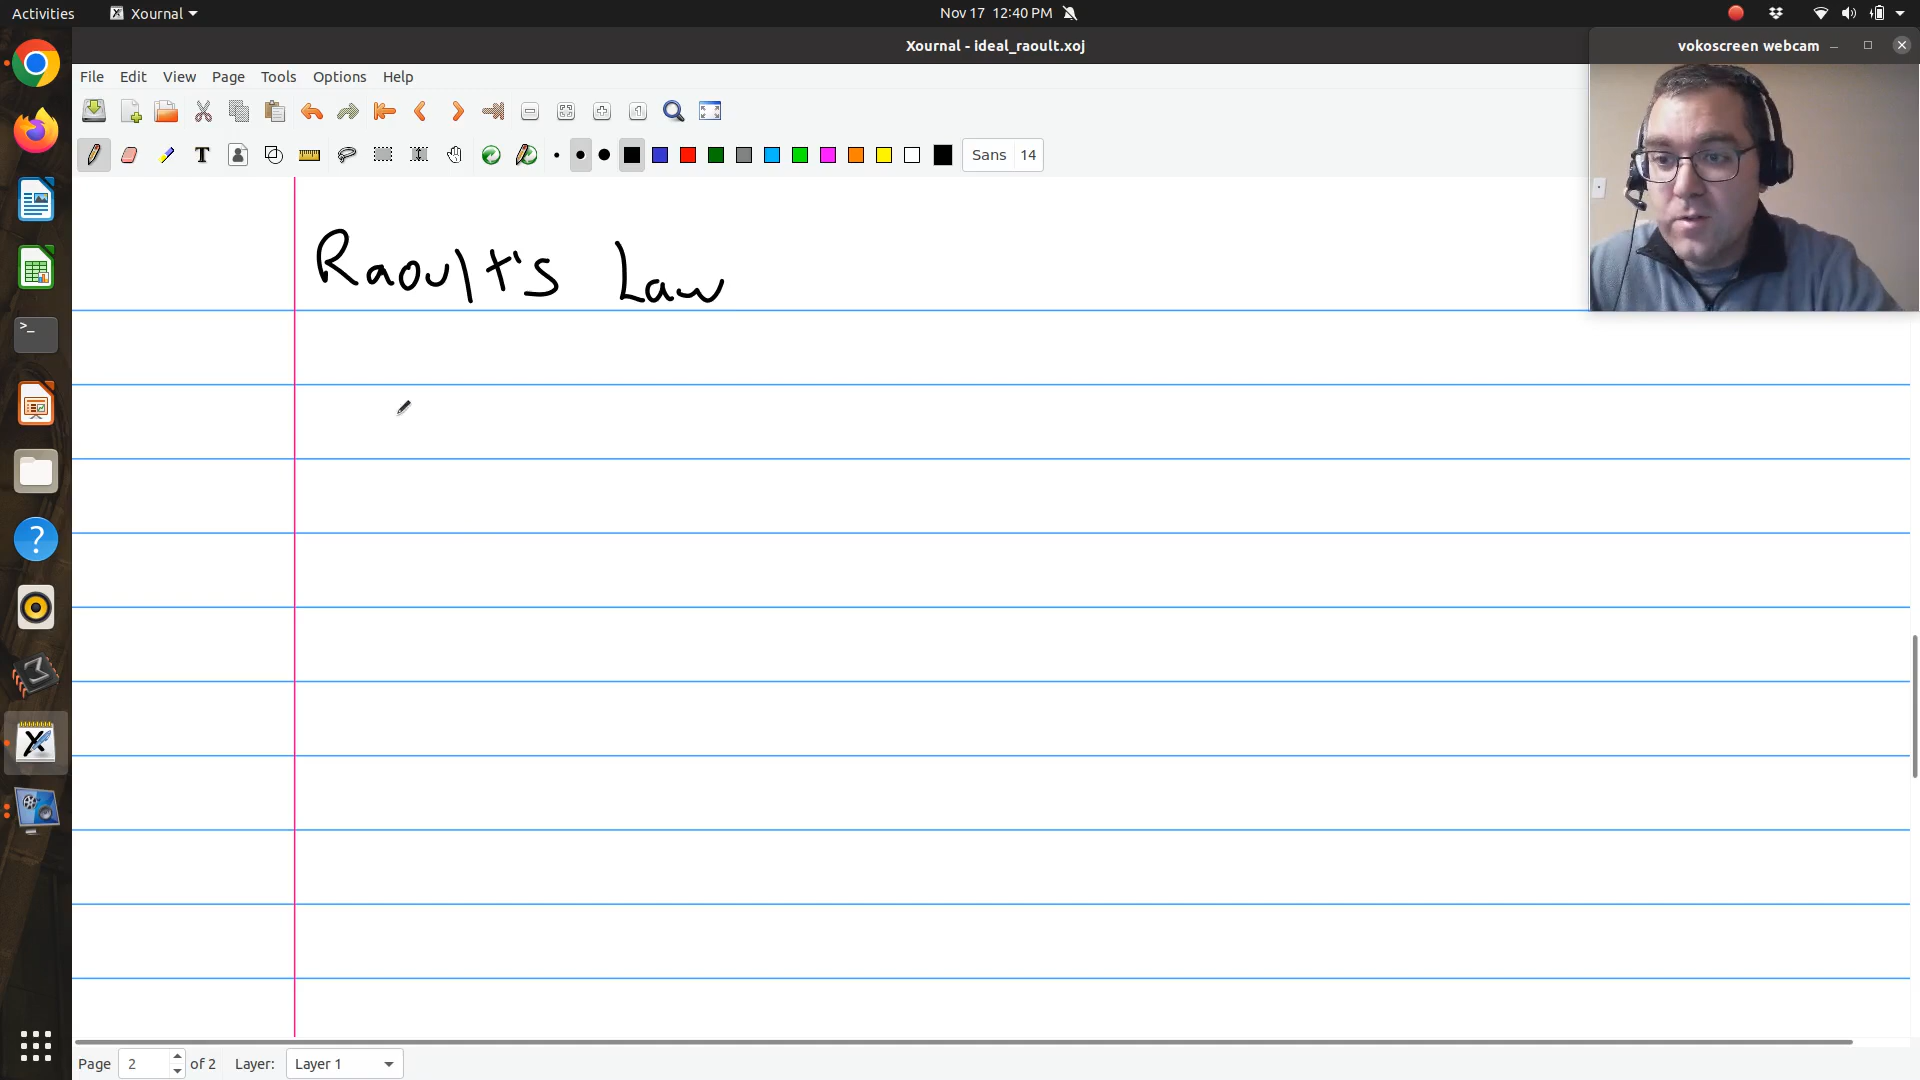 Activities Xournal Nov 17 12:40 PM
Xournal - ideal_raoult.xoj vokoscreen webcam
File Edit View Page Tools Options Help
T Sans 14
Raoult's Law
Page 2 of 2 Layer: Layer 1